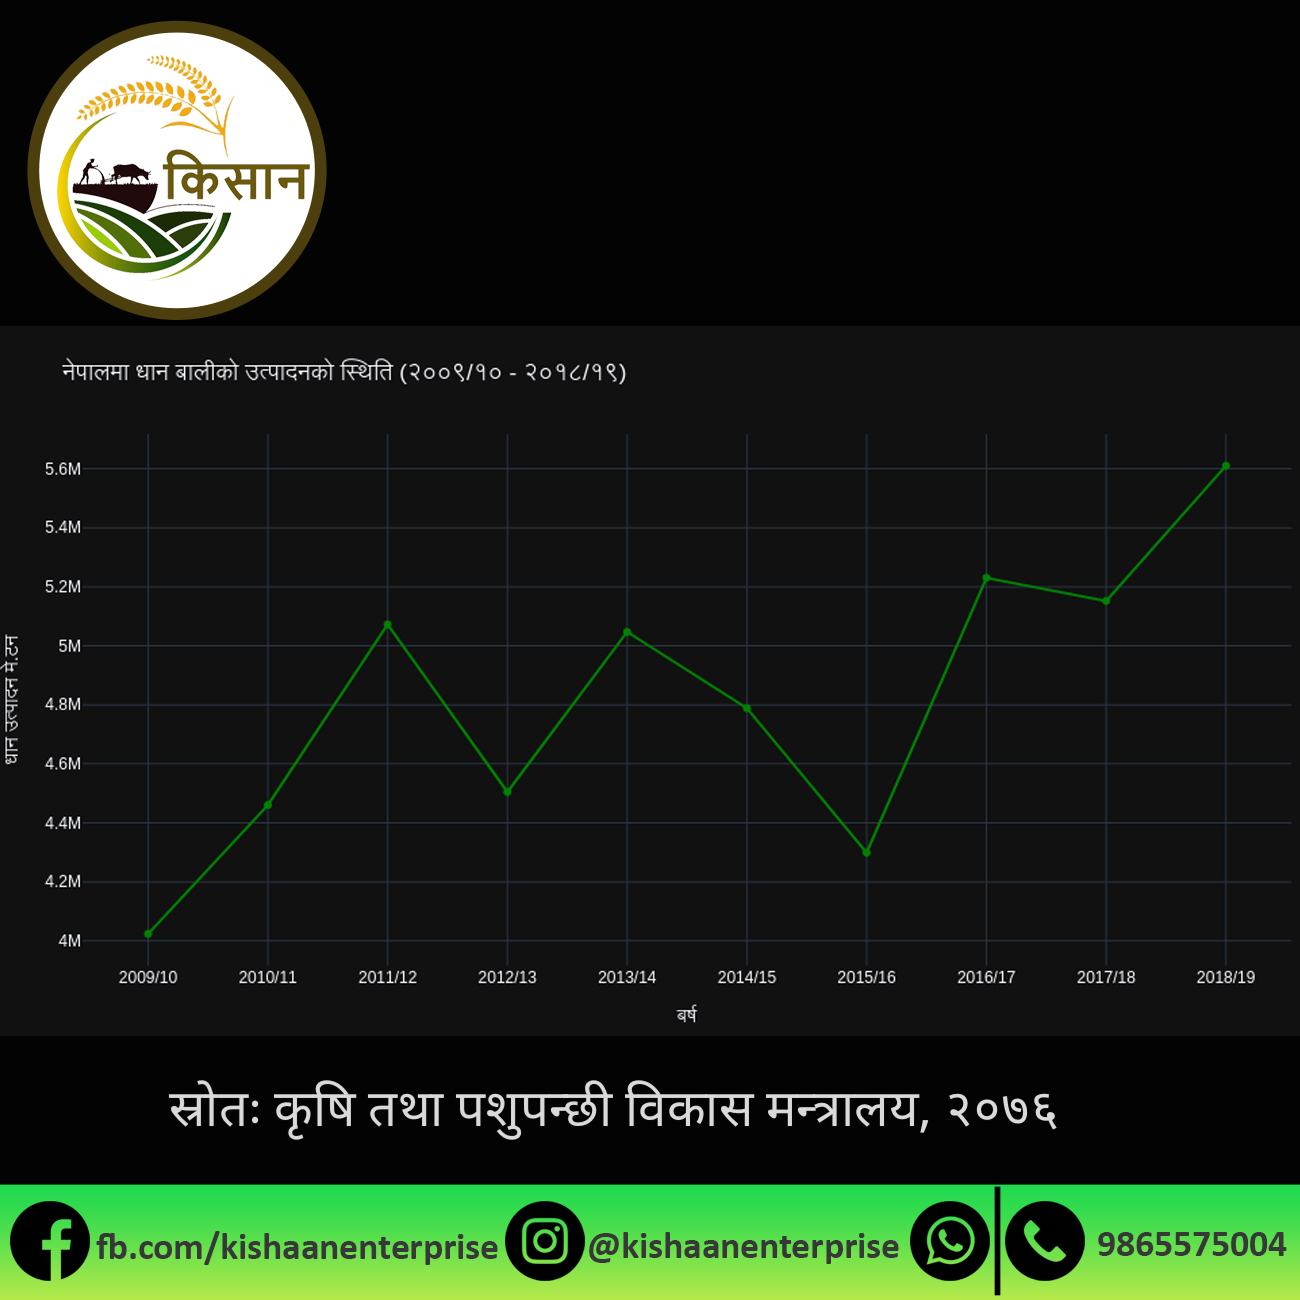 किसान
नेपालमा धान बालीको उत्पादनको स्थिति (२००९/१० - २०१८/१९)
धान उत्पादन मे.टन
5.6M
5.4M
5.2M
5M
4.8M
4.6M
4.4M
4.2M
4M
2009/10 2010/11 2011/12 2012/13 2013/14 2014/15 2015/16 2016/17 2017/18 2018/19
बर्ष
स्रोतः कृषि तथा पशुपन्छी विकास मन्त्रालय, २०७६
fb.com/kishaanenterprise @kishaanenterprise 9865575004